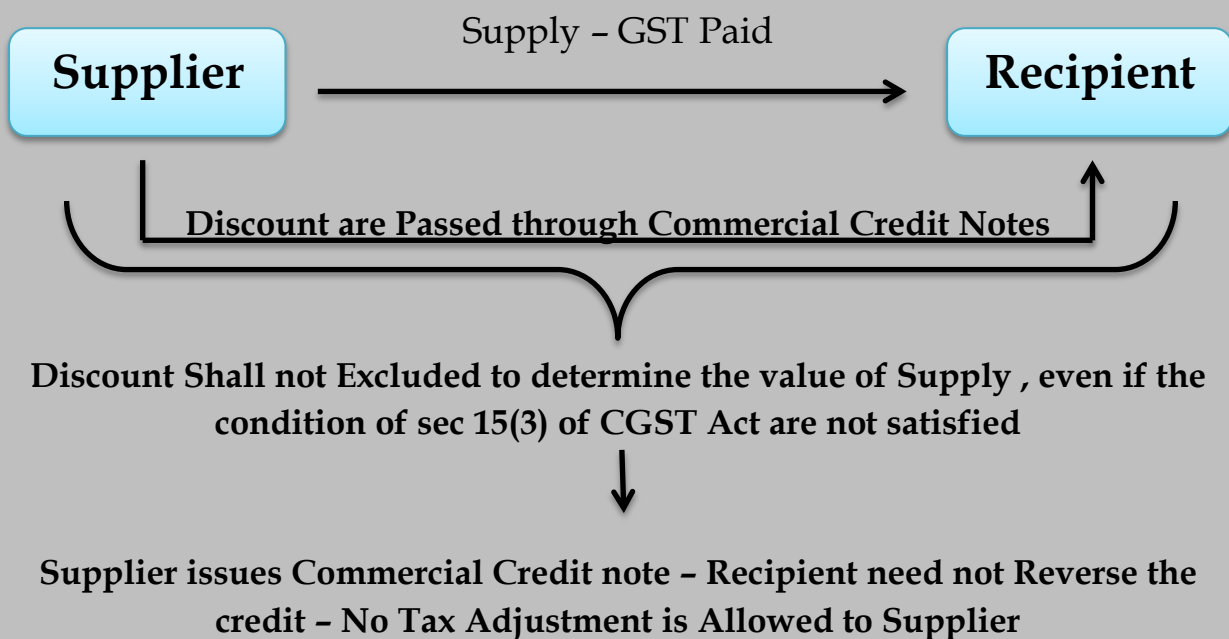 Supply – GST Paid
Supplier
Recipient
Discount are Passed through Commercial Credit Notes
Discount Shall not Excluded to determine the value of Supply , even if the
condition of sec 15(3) of CGST Act are not satisfied
Supplier issues Commercial Credit note – Recipient need not Reverse the
credit – No Tax Adjustment is Allowed to Supplier